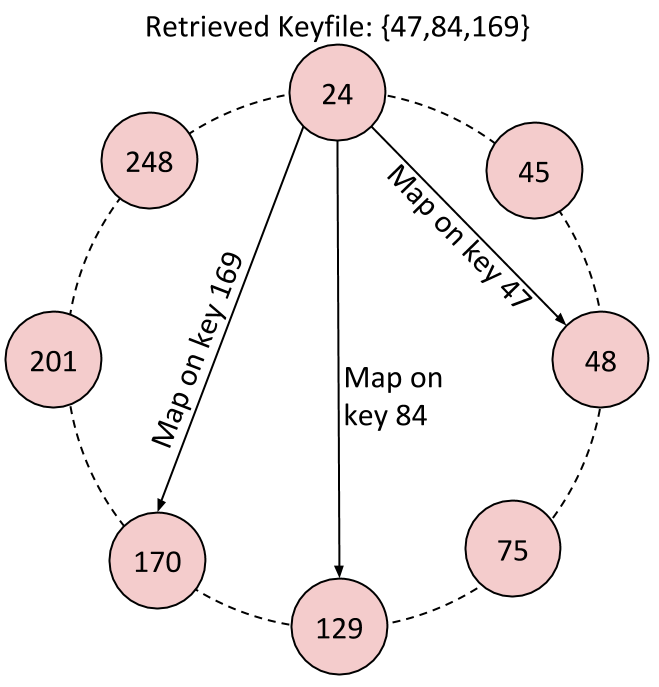 Retrieved Keyfile: {47,84,169}
24
248
45
Map on key 47
Map on key 169
201
48
Map on
key 84
170
75
129